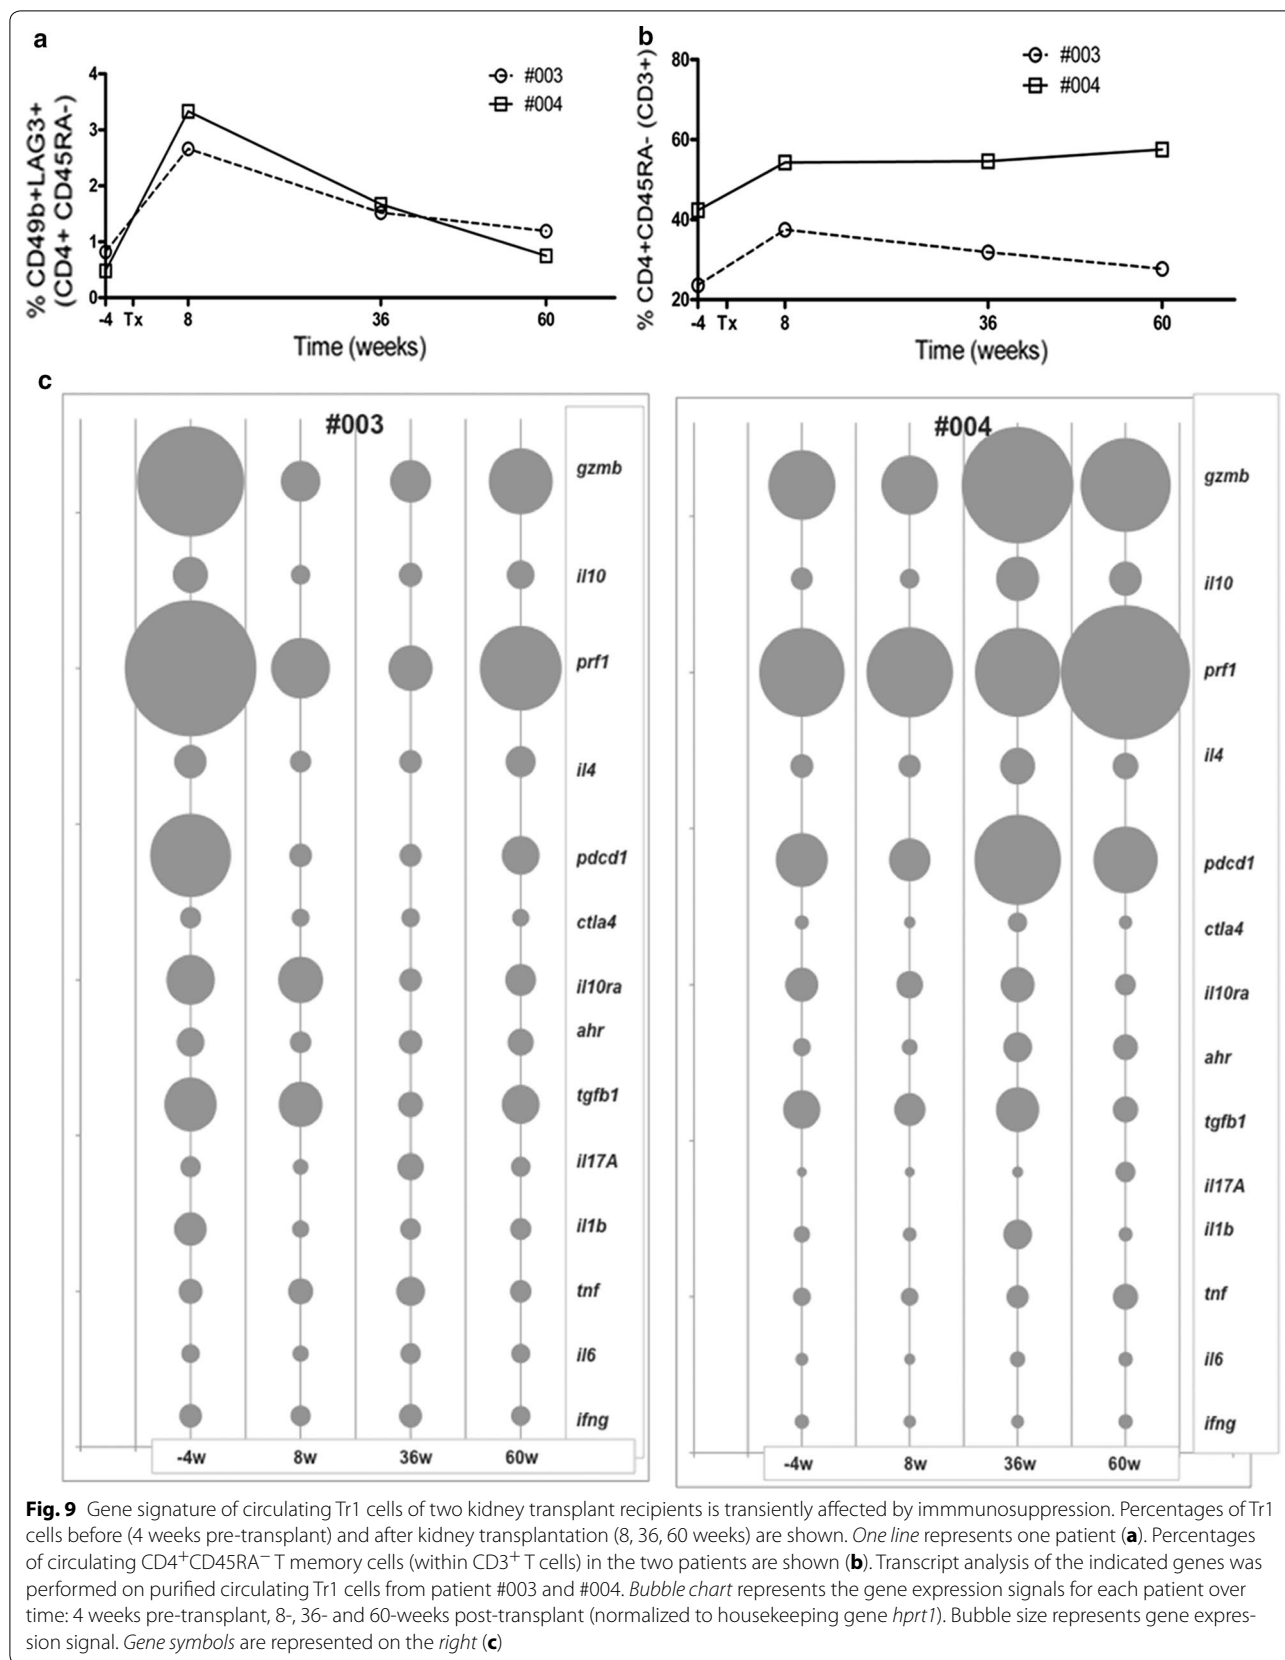 a
% CD49b+LAG3+
(CD4+ CD45RA-)
4
3
2
1
0
-4 Tx 8 36 60
Time (weeks)
#003
#004
b
% CD4+CD45RA- (CD3+)
80
60
40
20
-4 Tx 8 36 60
Time (weeks)
#003
#004
c
#003
gzmb
il10
prf1
il4
pdcd1
ctla4
il10ra
ahr
tgfb1
il17A
il1b
tnf
il6
ifng
-4w 8w 36w 60w
#004
gzmb
il10
prf1
il4
pdcd1
ctla4
il10ra
ahr
tgfb1
il17A
il1b
tnf
il6
ifng
-4w 8w 36w 60w
Fig. 9 Gene signature of circulating Tr1 cells of two kidney transplant recipients is transiently affected by immmunosuppression. Percentages of Tr1
cells before (4 weeks pre-transplant) and after kidney transplantation (8, 36, 60 weeks) are shown. One line represents one patient (a). Percentages
of circulating CD4+CD45RA− T memory cells (within CD3+ T cells) in the two patients are shown (b). Transcript analysis of the indicated genes was
performed on purified circulating Tr1 cells from patient #003 and #004. Bubble chart represents the gene expression signals for each patient over
time: 4 weeks pre-transplant, 8-, 36- and 60-weeks post-transplant (normalized to housekeeping gene hprt1). Bubble size represents gene expres-
sion signal. Gene symbols are represented on the right (c)